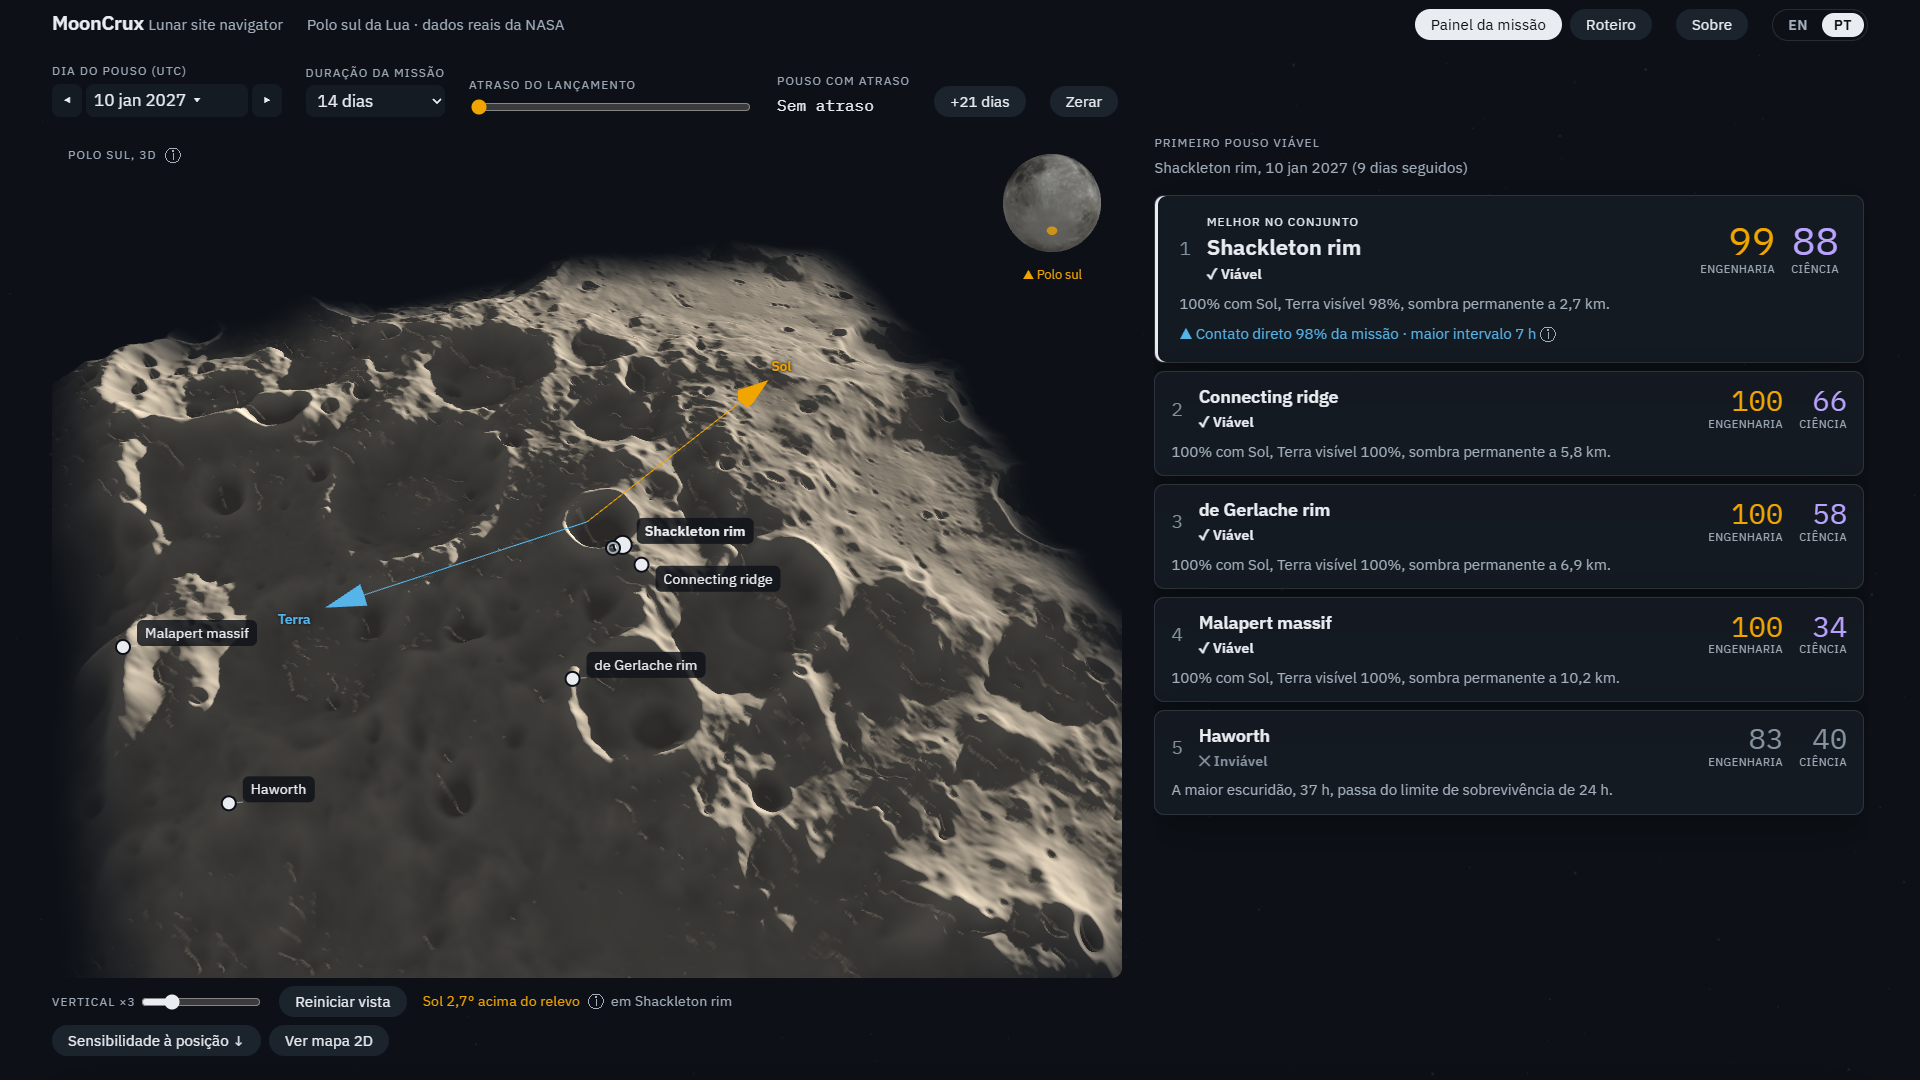 MoonCrux Lunar site navigator
Polo sul da Lua · dados reais da NASA
Painel da missão
Roteiro
Sobre
EN
PT
DIA DO POUSO (UTC)
◂
10 jan 2027 ▾
▸
DURAÇÃO DA MISSÃO
14 dias
ATRASO DO LANÇAMENTO
POUSO COM ATRASO
Sem atraso
+21 dias
Zerar
POLO SUL, 3D ⓘ
▲ Polo sul
Sol
Terra
Shackleton rim
Connecting ridge
Malapert massif
de Gerlache rim
Haworth
VERTICAL ×3
Reiniciar vista
Sol 2,7° acima do relevo ⓘ em Shackleton rim
Sensibilidade à posição ↓
Ver mapa 2D
PRIMEIRO POUSO VIÁVEL
Shackleton rim, 10 jan 2027 (9 dias seguidos)
MELHOR NO CONJUNTO
1 Shackleton rim
✓ Viável
99 ENGENHARIA
88 CIÊNCIA
100% com Sol, Terra visível 98%, sombra permanente a 2,7 km.
▲ Contato direto 98% da missão · maior intervalo 7 h ⓘ
2 Connecting ridge
✓ Viável
100 ENGENHARIA
66 CIÊNCIA
100% com Sol, Terra visível 100%, sombra permanente a 5,8 km.
3 de Gerlache rim
✓ Viável
100 ENGENHARIA
58 CIÊNCIA
100% com Sol, Terra visível 100%, sombra permanente a 6,9 km.
4 Malapert massif
✓ Viável
100 ENGENHARIA
34 CIÊNCIA
100% com Sol, Terra visível 100%, sombra permanente a 10,2 km.
5 Haworth
✕ Inviável
83 ENGENHARIA
40 CIÊNCIA
A maior escuridão, 37 h, passa do limite de sobrevivência de 24 h.